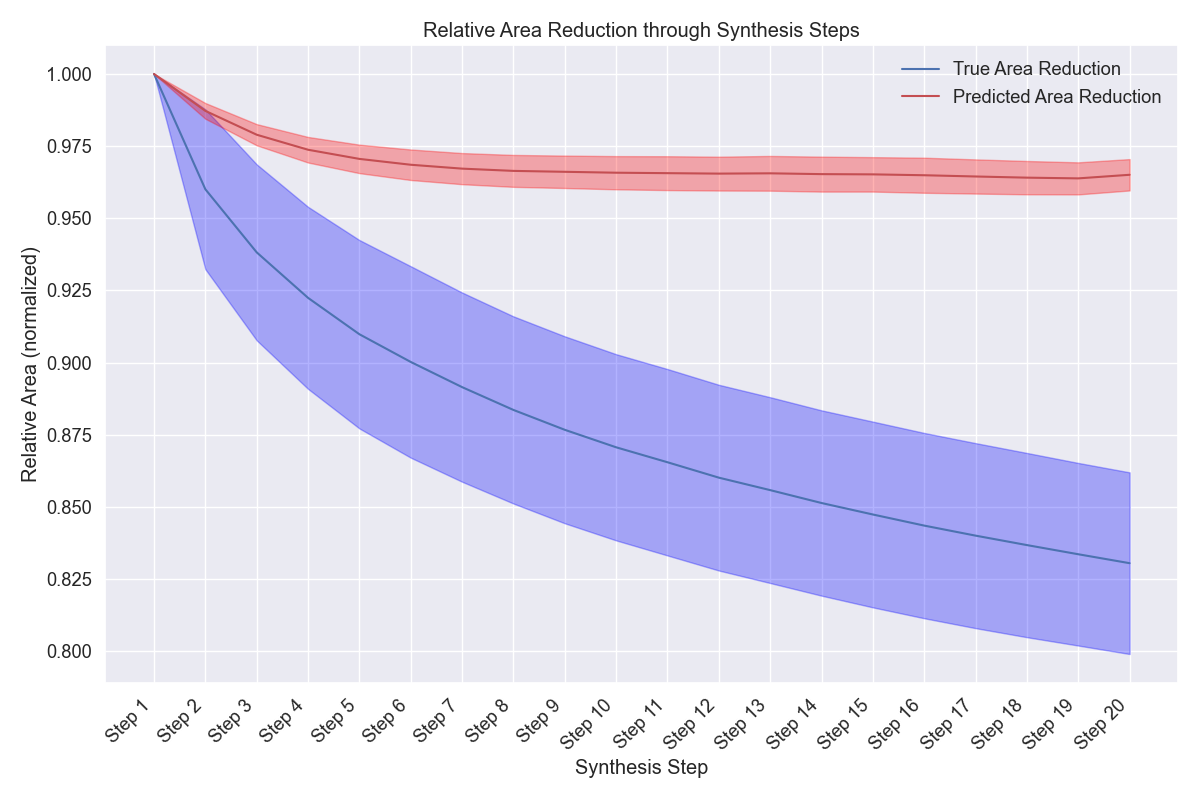 Relative Area Reduction through Synthesis Steps
True Area Reduction
Predicted Area Reduction
Relative Area (normalized)
1.000
0.975
0.950
0.925
0.900
0.875
0.850
0.825
0.800
Step 1
Step 2
Step 3
Step 4
Step 5
Step 6
Step 7
Step 8
Step 9
Step 10
Step 11
Step 12
Step 13
Step 14
Step 15
Step 16
Step 17
Step 18
Step 19
Step 20
Synthesis Step